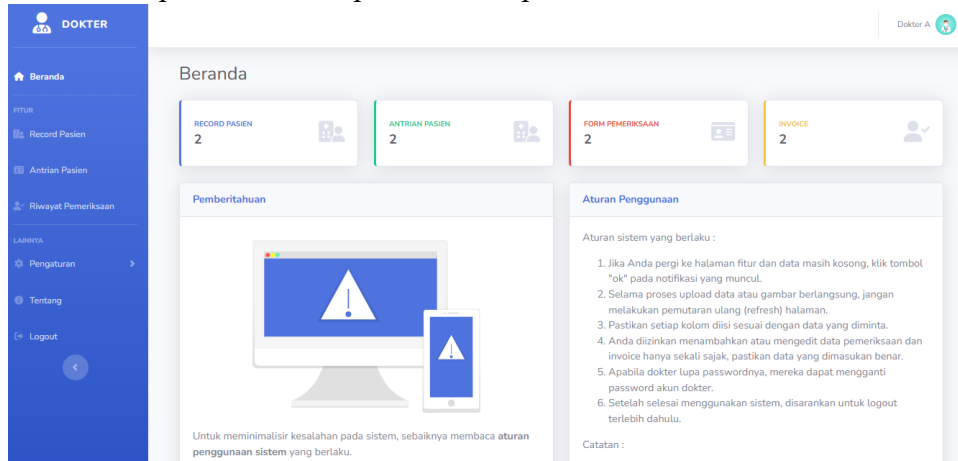 DOKTER
Dokter A
Beranda
FITUR
Record Pasien
Antrian Pasien
Riwayat Pemeriksaan
LAINNYA
Pengaturan
Tentang
Logout
Beranda
RECORD PASIEN
2
ANTRIAN PASIEN
2
FORM PEMERIKSAAN
2
INVOICE
2
Pemberitahuan
Untuk meminimalisir kesalahan pada sistem, sebaiknya membaca aturan
penggunaan sistem yang berlaku.
Aturan Penggunaan
Aturan sistem yang berlaku :
1. Jika Anda pergi ke halaman fitur dan data masih kosong, klik tombol
"ok" pada notifikasi yang muncul.
2. Selama proses upload data atau gambar berlangsung, jangan
melakukan pemutaran ulang (refresh) halaman.
3. Pastikan setiap kolom diisi sesuai dengan data yang diminta.
4. Anda diizinkan menambahkan atau mengedit data pemeriksaan dan
invoice hanya sekali sajak, pastikan data yang dimasukan benar.
5. Apabila dokter lupa passwordnya, mereka dapat mengganti
password akun dokter.
6. Setelah selesai menggunakan sistem, disarankan untuk logout
terlebih dahulu.
Catatan :